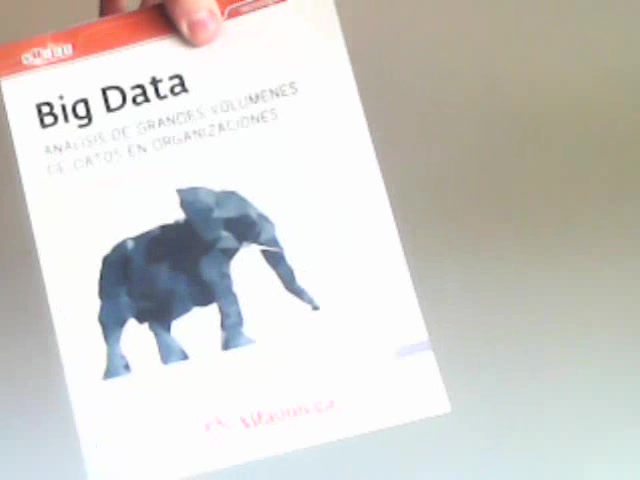 Big Data
ANÁLISIS DE GRANDES VOLÚMENES
DE DATOS EN ORGANIZACIONES